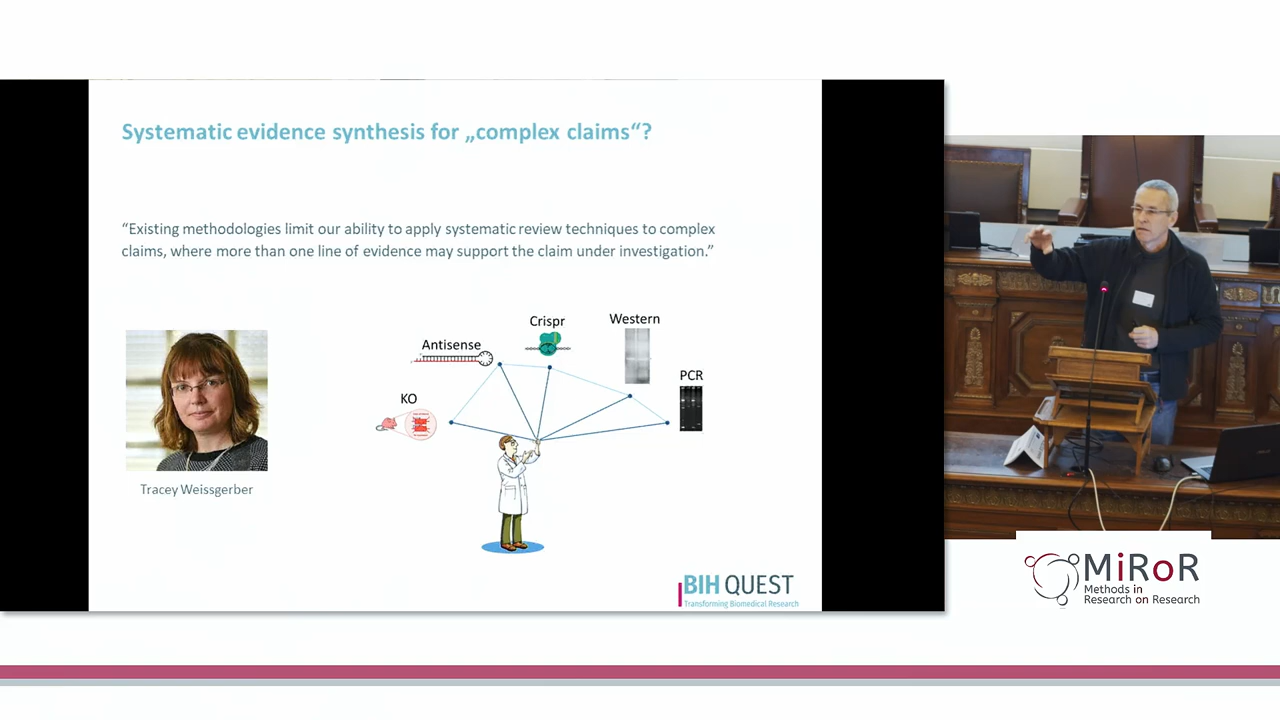 Systematic evidence synthesis for „complex claims“?
“Existing methodologies limit our ability to apply systematic review techniques to complex
claims, where more than one line of evidence may support the claim under investigation.”
Antisense
Crispr
Western
PCR
KO
Tracey Weissgerber
BIH QUEST
Transforming Biomedical Research
MiRoR
Methods in
Research on Research